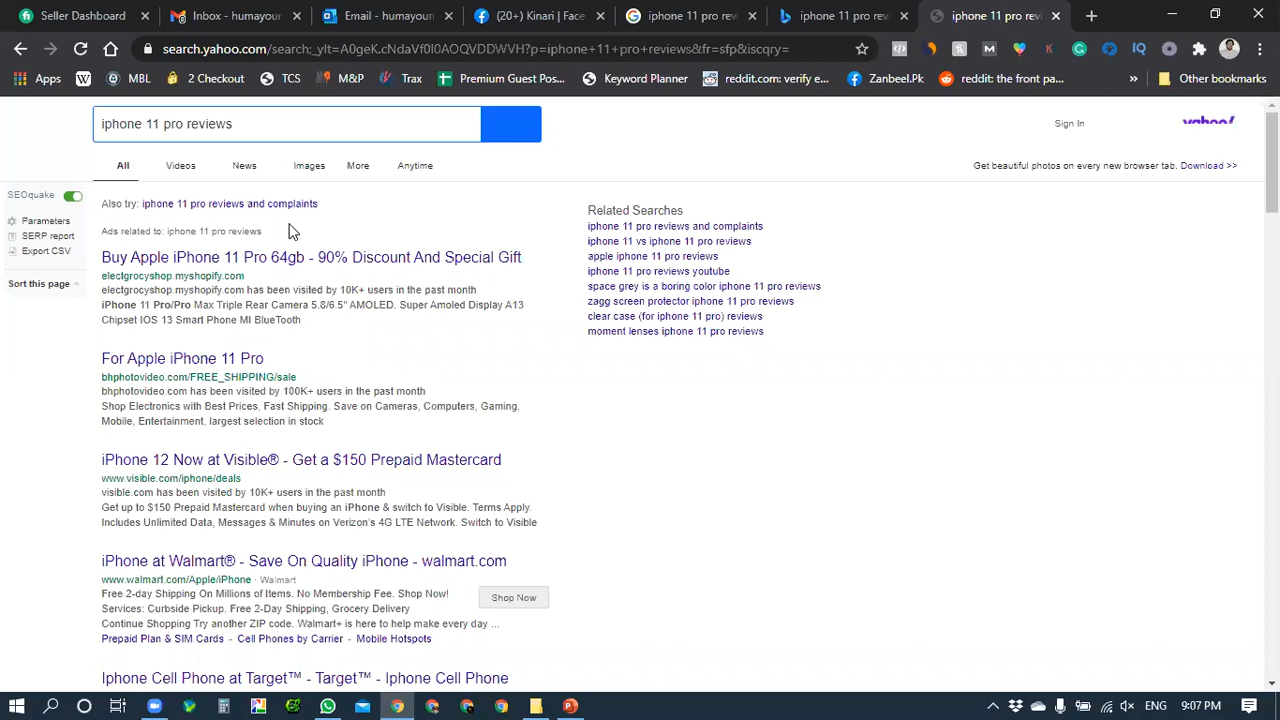 Seller Dashboard
Inbox - humayour
Email - humayour
(20+) Kinari | Face
iphone 11 pro rev
iphone 11 pro rev
iphone 11 pro rev
search.yahoo.com/search;_ylt=A0geK.cNdaVf0I0AOQVDDWVH?p=iphone+11+pro+reviews&fr=sfp&iscqry=
Apps
MBL
2 Checkout
TCS
M&P
Trax
Premium Guest Pos...
Keyword Planner
reddit.com: verify e...
Zanbeel.Pk
reddit: the front pa...
»
Other bookmarks
iphone 11 pro reviews
Sign In
yahoo!
All
Videos
News
Images
More
Anytime
Get beautiful photos on every new browser tab. Download >>
SEOquake
Parameters
SERP report
Export CSV
Sort this page
Also try: iphone 11 pro reviews and complaints
Ads related to: iphone 11 pro reviews
Buy Apple iPhone 11 Pro 64gb - 90% Discount And Special Gift
electgrocyshop.myshopify.com
electgrocyshop.myshopify.com has been visited by 10K+ users in the past month
iPhone 11 Pro/Pro Max Triple Rear Camera 5.8/6.5" AMOLED. Super Amoled Display A13
Chipset IOS 13 Smart Phone MI BlueTooth
For Apple iPhone 11 Pro
bhphotovideo.com/FREE_SHIPPING/sale
bhphotovideo.com has been visited by 100K+ users in the past month
Shop Electronics with Best Prices, Fast Shipping. Save on Cameras, Computers, Gaming,
Mobile, Entertainment, largest selection in stock
iPhone 12 Now at Visible® - Get a $150 Prepaid Mastercard
www.visible.com/iphone/deals
visible.com has been visited by 10K+ users in the past month
Get up to $150 Prepaid Mastercard when buying an iPhone & switch to Visible. Terms Apply.
Includes Unlimited Data, Messages & Minutes on Verizon's 4G LTE Network. Switch to Visible
iPhone at Walmart® - Save On Quality iPhone - walmart.com
www.walmart.com/Apple/iPhone · Walmart
Free 2-day Shipping On Millions of Items. No Membership Fee. Shop Now!
Services: Curbside Pickup. Free 2-Day Shipping, Grocery Delivery
Continue Shopping Try another ZIP code. Walmart+ is here to help make every day ...
Prepaid Plan & SIM Cards - Cell Phones by Carrier - Mobile Hotspots
Shop Now
Iphone Cell Phone at Target™ - Target™ - Iphone Cell Phone
Related Searches
iphone 11 pro reviews and complaints
iphone 11 vs iphone 11 pro reviews
apple iphone 11 pro reviews
iphone 11 pro reviews youtube
space grey is a boring color iphone 11 pro reviews
zagg screen protector iphone 11 pro reviews
clear case (for iphone 11 pro) reviews
moment lenses iphone 11 pro reviews
ENG
9:07 PM